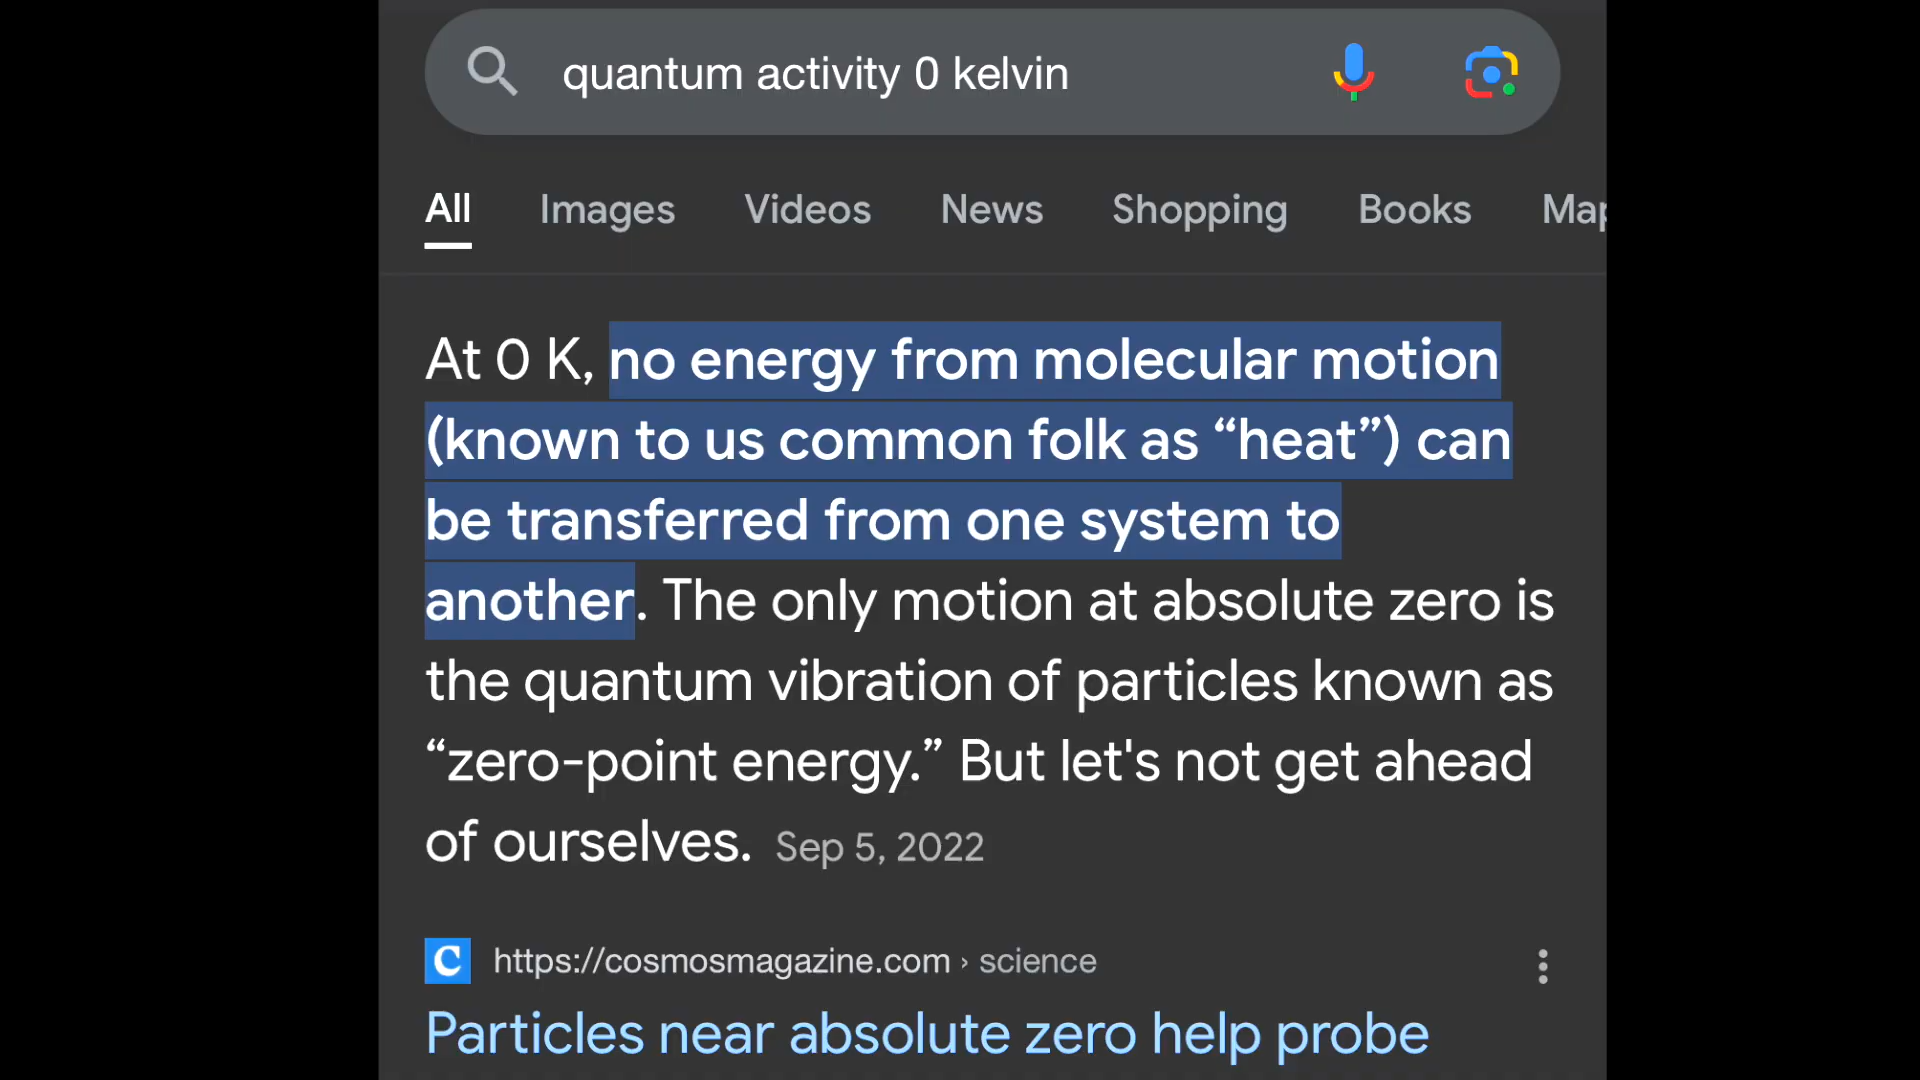 quantum activity 0 kelvin
All Images Videos News Shopping Books Map
At 0 K, no energy from molecular motion
(known to us common folk as “heat”) can
be transferred from one system to
another. The only motion at absolute zero is
the quantum vibration of particles known as
“zero-point energy.” But let's not get ahead
of ourselves. Sep 5, 2022
C https://cosmosmagazine.com › science
Particles near absolute zero help probe